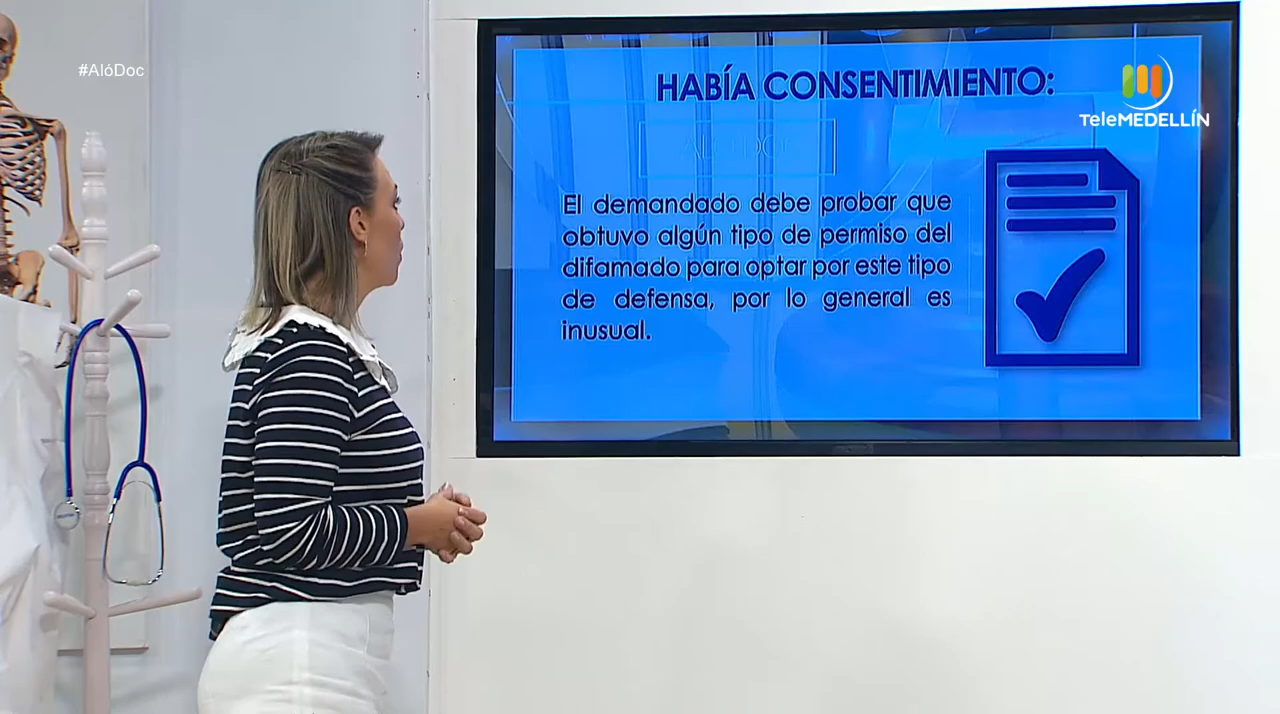 #AlóDoc
HABÍA CONSENTIMIENTO:
TeleMEDELLÍN
El demandado debe probar que
obtuvo algún tipo de permiso del
difamado para optar por este tipo
de defensa, por lo general es
inusual.